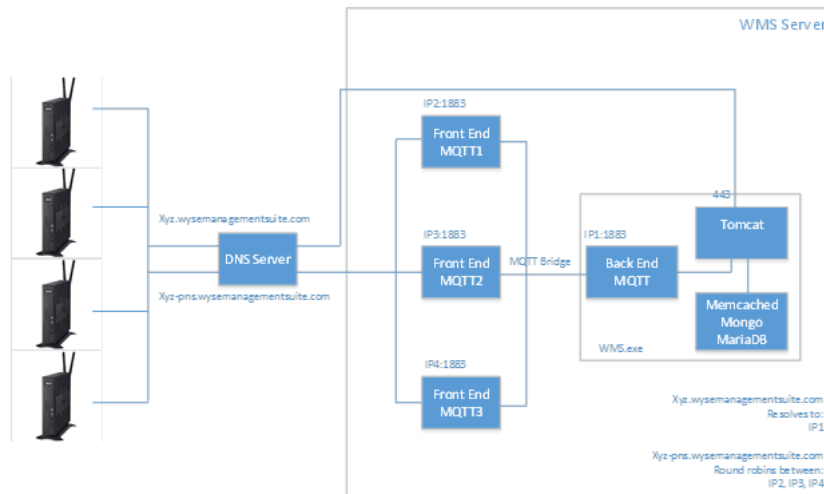 WMS Server
IP2:1883
Front End
MQTT1
443
Xyz.wysemanagementsuite.com
IP3:1883
IP1:1883
Tomcat
DNS Server
Front End
MQTT2
MQTT Bridge
Back End
MQTT
Xyz-pns.wysemanagementsuite.com
Memcached
Mongo
MariaDB
WMS.exe
IP4:1883
Front End
MQTT3
Xyz.wysemanagementsuite.com
Resolves to:
IP1
Xyz-pns.wysemanagementsuite.com
Round robins between:
IP2, IP3, IP4